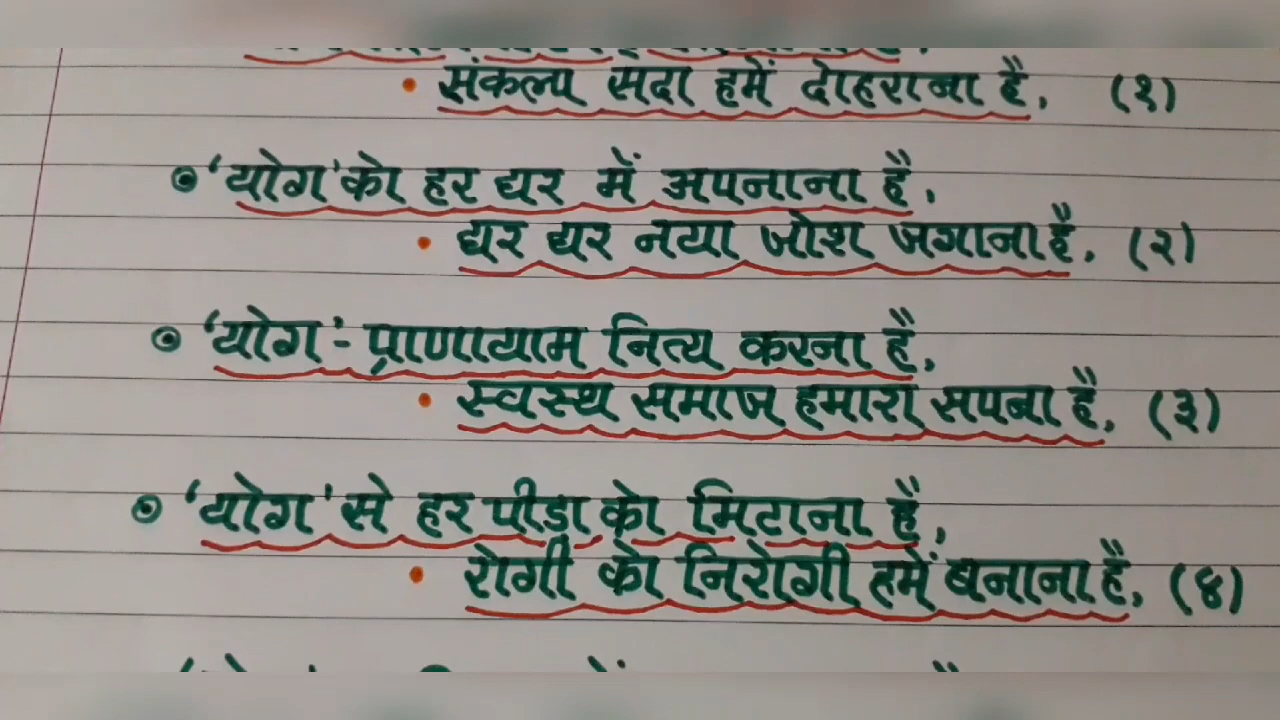 • संकल्प सदा हमें दोहराना है, (१)
'योग' को हर घर में अपनाना है,
• घर घर नया जोश जगाना है, (२)
'योग'- प्राणायाम नित्य करना है,
• स्वस्थ समाज हमारा सपना है, (३)
'योग' से हर पीड़ा को मिटाना है,
• रोगी को निरोगी हमें बनाना है, (४)